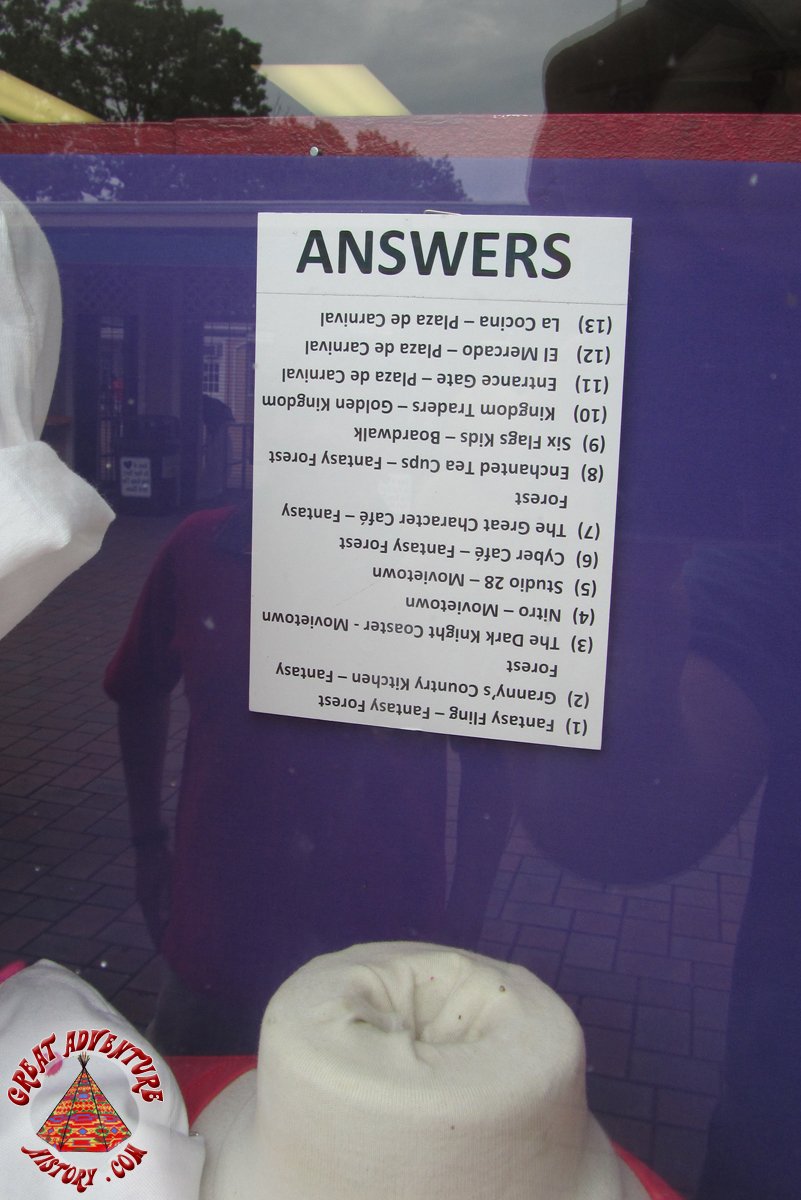 ANSWERS
(1) Fantasy Fling – Fantasy Forest
(2) Granny's Country Kitchen – Fantasy
Forest
(3) The Dark Knight Coaster - Movietown
(4) Nitro – Movietown
(5) Studio 28 – Movietown
(6) Cyber Café – Fantasy Forest
(7) The Great Character Café – Fantasy
Forest
(8) Enchanted Tea Cups – Fantasy Forest
(9) Six Flags Kids – Boardwalk
(10) Kingdom Traders – Golden Kingdom
(11) Entrance Gate – Plaza de Carnival
(12) El Mercado – Plaza de Carnival
(13) La Cocina – Plaza de Carnival
GREAT ADVENTURE
HISTORY.COM